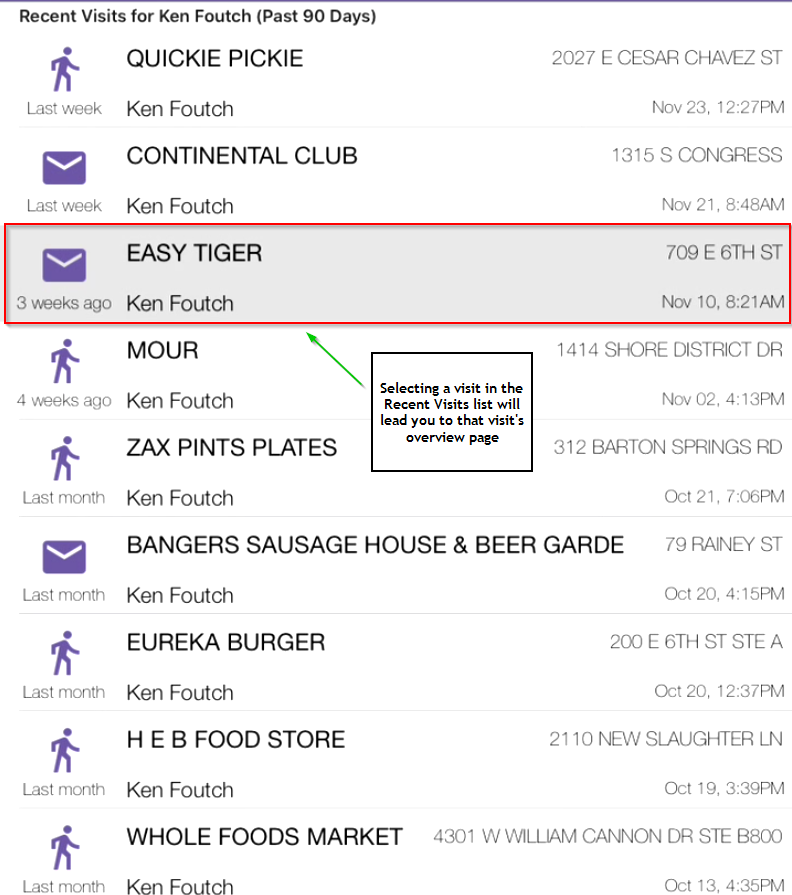 Recent Visits for Ken Foutch (Past 90 Days)
QUICKIE PICKIE 2027 E CESAR CHAVEZ ST
Last week Ken Foutch Nov 23, 12:27PM
CONTINENTAL CLUB 1315 S CONGRESS
Last week Ken Foutch Nov 21, 8:48AM
EASY TIGER 709 E 6TH ST
3 weeks ago Ken Foutch Nov 10, 8:21AM
MOUR 1414 SHORE DISTRICT DR
4 weeks ago Ken Foutch Nov 02, 4:13PM
Selecting a visit in the
Recent Visits list will
lead you to that visit's
overview page
ZAX PINTS PLATES 312 BARTON SPRINGS RD
Last month Ken Foutch Oct 21, 7:06PM
BANGERS SAUSAGE HOUSE & BEER GARDE 79 RAINEY ST
Last month Ken Foutch Oct 20, 4:15PM
EUREKA BURGER 200 E 6TH ST STE A
Last month Ken Foutch Oct 20, 12:37PM
H E B FOOD STORE 2110 NEW SLAUGHTER LN
Last month Ken Foutch Oct 19, 3:39PM
WHOLE FOODS MARKET 4301 W WILLIAM CANNON DR STE B800
Last month Ken Foutch Oct 13, 4:35PM